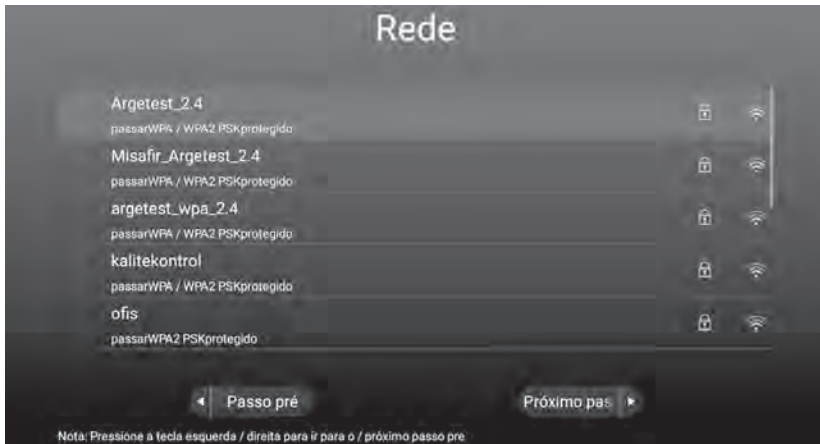 Rede
Argetest_2.4
passarWPA / WPA2 PSKprotegido
Misafir_Argetest_2.4
passarWPA / WPA2 PSKprotegido
argetest_wpa_2.4
passarWPA / WPA2 PSKprotegido
kalitekontrol
passarWPA / WPA2 PSKprotegido
ofis
passarWPA2 PSKprotegido
Passo pré
Próximo pas
Nota: Pressione a tecla esquerda / direita para ir para o / próximo passo pre